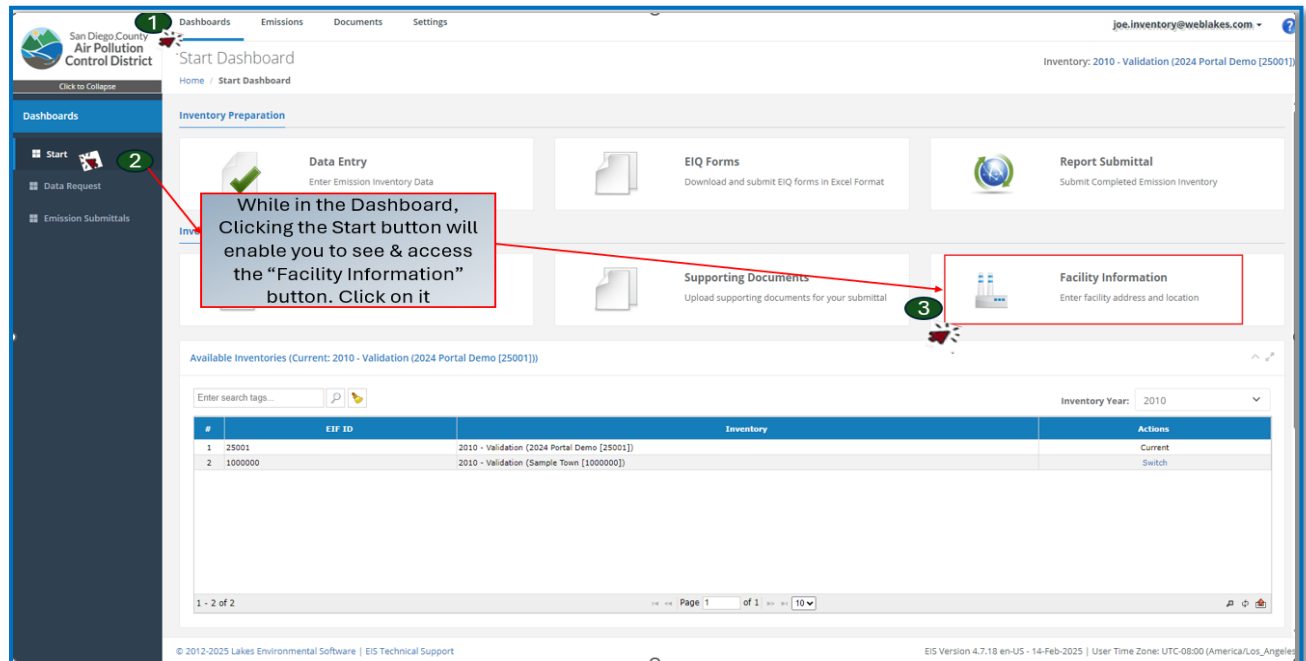 1
Dashboards Emissions Documents Settings
joe.inventory@weblakes.com
?
San Diego County
Air Pollution
Control District
Click to Collapse
Start Dashboard
Home / Start Dashboard
Inventory: 2010 - Validation (2024 Portal Demo [25001])
Dashboards
Start
2
Data Request
Emission Submittals
Inventory Preparation
Data Entry
Enter Emission Inventory Data
EIQ Forms
Download and submit EIQ forms in Excel Format
Report Submittal
Submit Completed Emission Inventory
While in the Dashboard,
Clicking the Start button will
enable you to see & access
the “Facility Information”
button. Click on it
Supporting Documents
Upload supporting documents for your submittal
3
Facility Information
Enter facility address and location
Available Inventories (Current: 2010 - Validation (2024 Portal Demo [25001]))
Enter search tags...
Inventory Year: 2010
# EIF ID Inventory Actions
1 25001 2010 - Validation (2024 Portal Demo [25001]) Current
2 1000000 2010 - Validation (Sample Town [1000000]) Switch
1 - 2 of 2
Page 1 of 1 10
© 2012-2025 Lakes Environmental Software | EIS Technical Support
EIS Version 4.7.18 en-US - 14-Feb-2025 | User Time Zone: UTC-08:00 (America/Los_Angeles